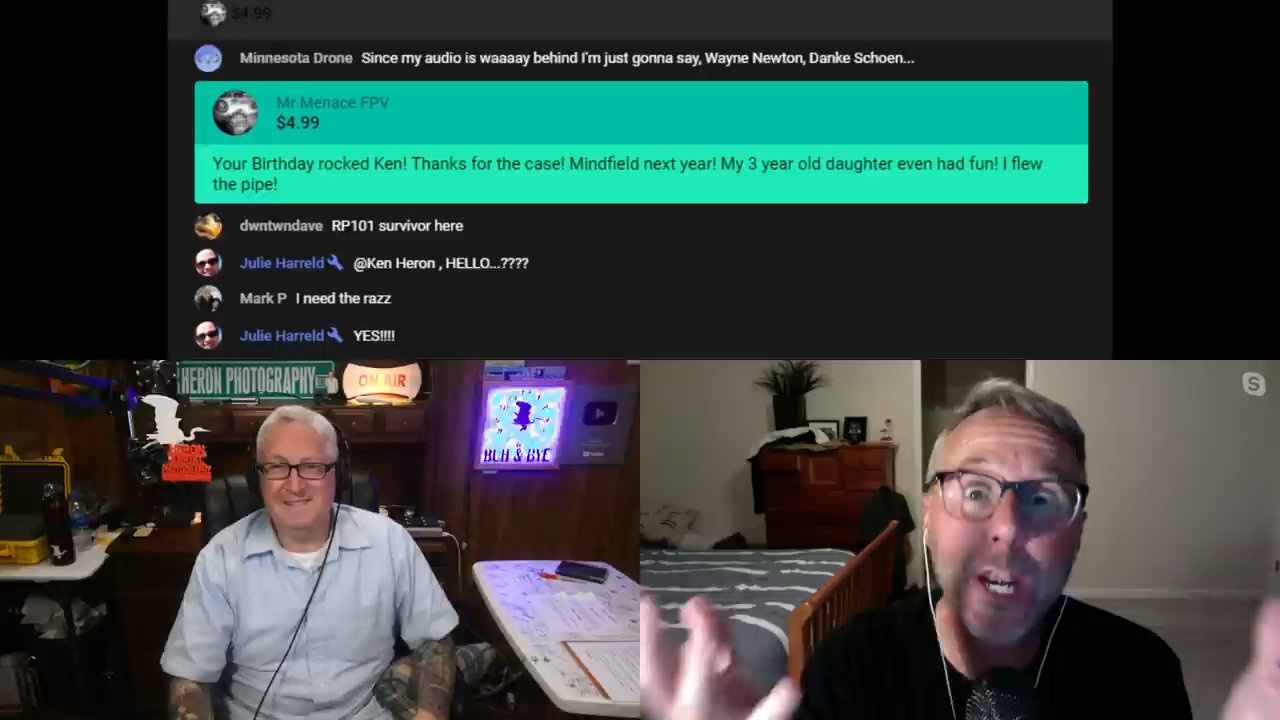 $4.99
Minnesota Drone Since my audio is waaaay behind I'm just gonna say, Wayne Newton, Danke Schoen...
Mr Menace FPV
$4.99
Your Birthday rocked Ken! Thanks for the case! Mindfield next year! My 3 year old daughter even had fun! I flew
the pipe!
dwntwndave RP101 survivor here
Julie Harreld @Ken Heron , HELLO...????
Mark P I need the razz
Julie Harreld YES!!!!
HERON PHOTOGRAPHY
ON AIR
HERON
PHOTOGRAPHY
BUH & BYE
YouTube
S